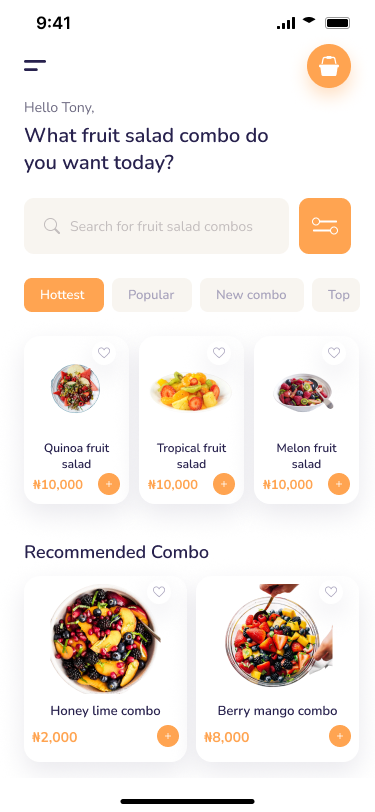 9:41
Hello Tony,
What fruit salad combo do
you want today?
Search for fruit salad combos
Hottest
Popular
New combo
Top
Quinoa fruit
salad
₦10,000
+
Tropical fruit
salad
₦10,000
+
Melon fruit
salad
₦10,000
+
Recommended Combo
Honey lime combo
₦2,000
+
Berry mango combo
₦8,000
+